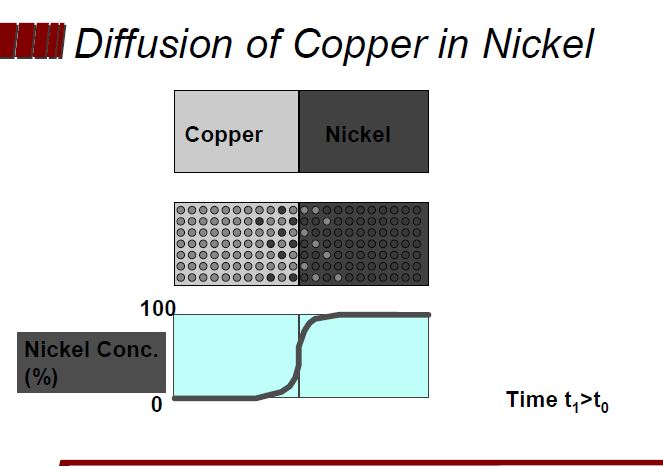 Diffusion of Copper in Nickel
Copper
Nickel
100
Nickel Conc.
(%)
0
Time t₁>t₀